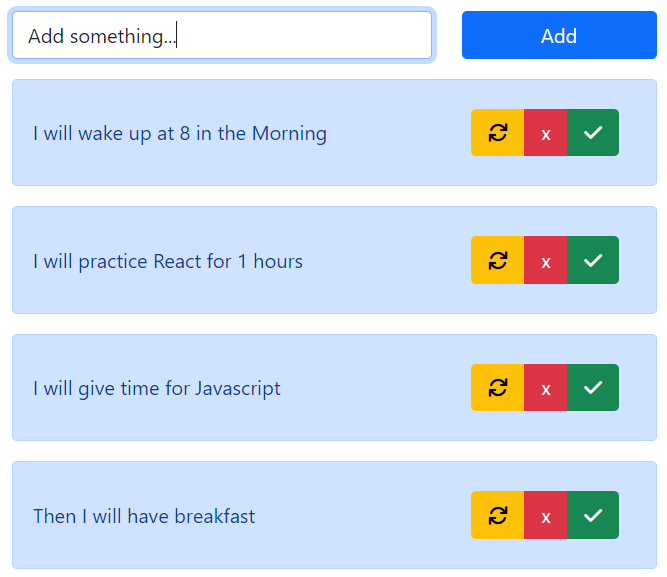 Add something...
Add
I will wake up at 8 in the Morning
x
I will practice React for 1 hours
x
I will give time for Javascript
x
Then I will have breakfast
x